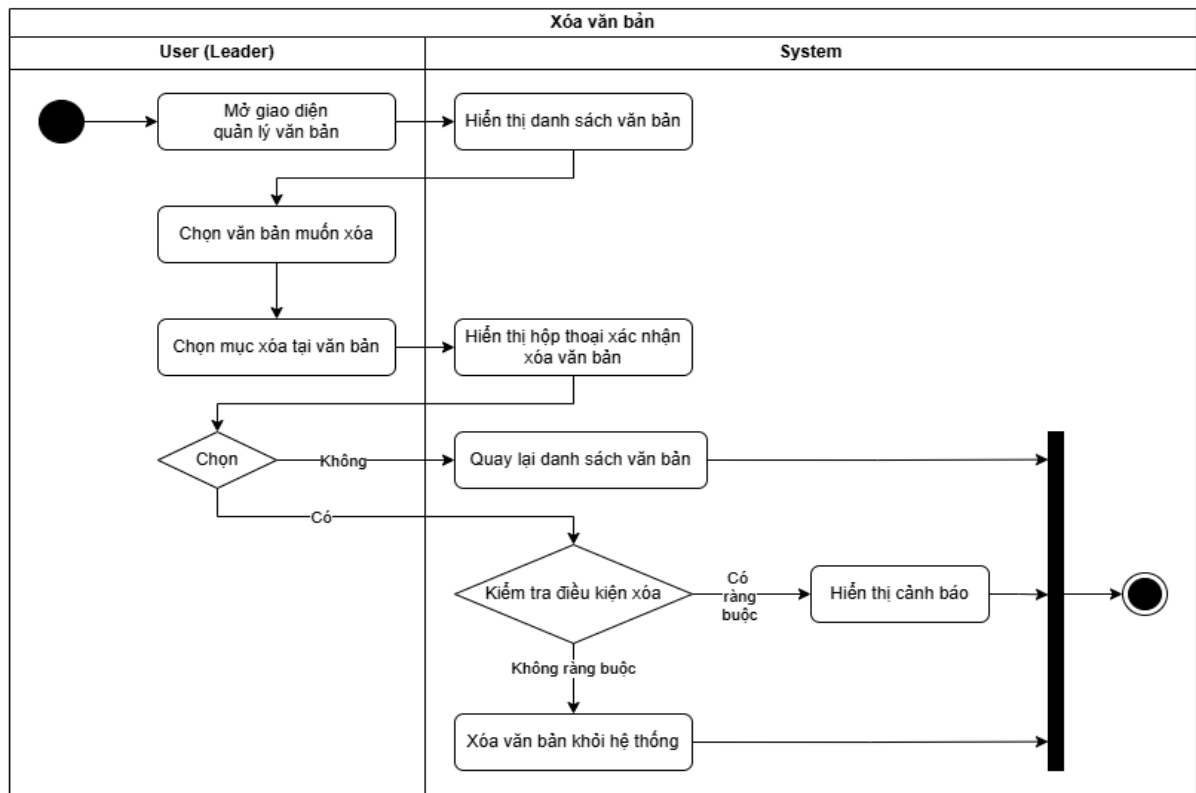 Xóa văn bản
User (Leader)
System
Mở giao diện
quản lý văn bản
Hiển thị danh sách văn bản
Chọn văn bản muốn xóa
Chọn mục xóa tại văn bản
Hiển thị hộp thoại xác nhận
xóa văn bản
Chọn
Không
Quay lại danh sách văn bản
Có
Kiểm tra điều kiện xóa
Có
ràng
buộc
Hiển thị cảnh báo
Không ràng buộc
Xóa văn bản khỏi hệ thống